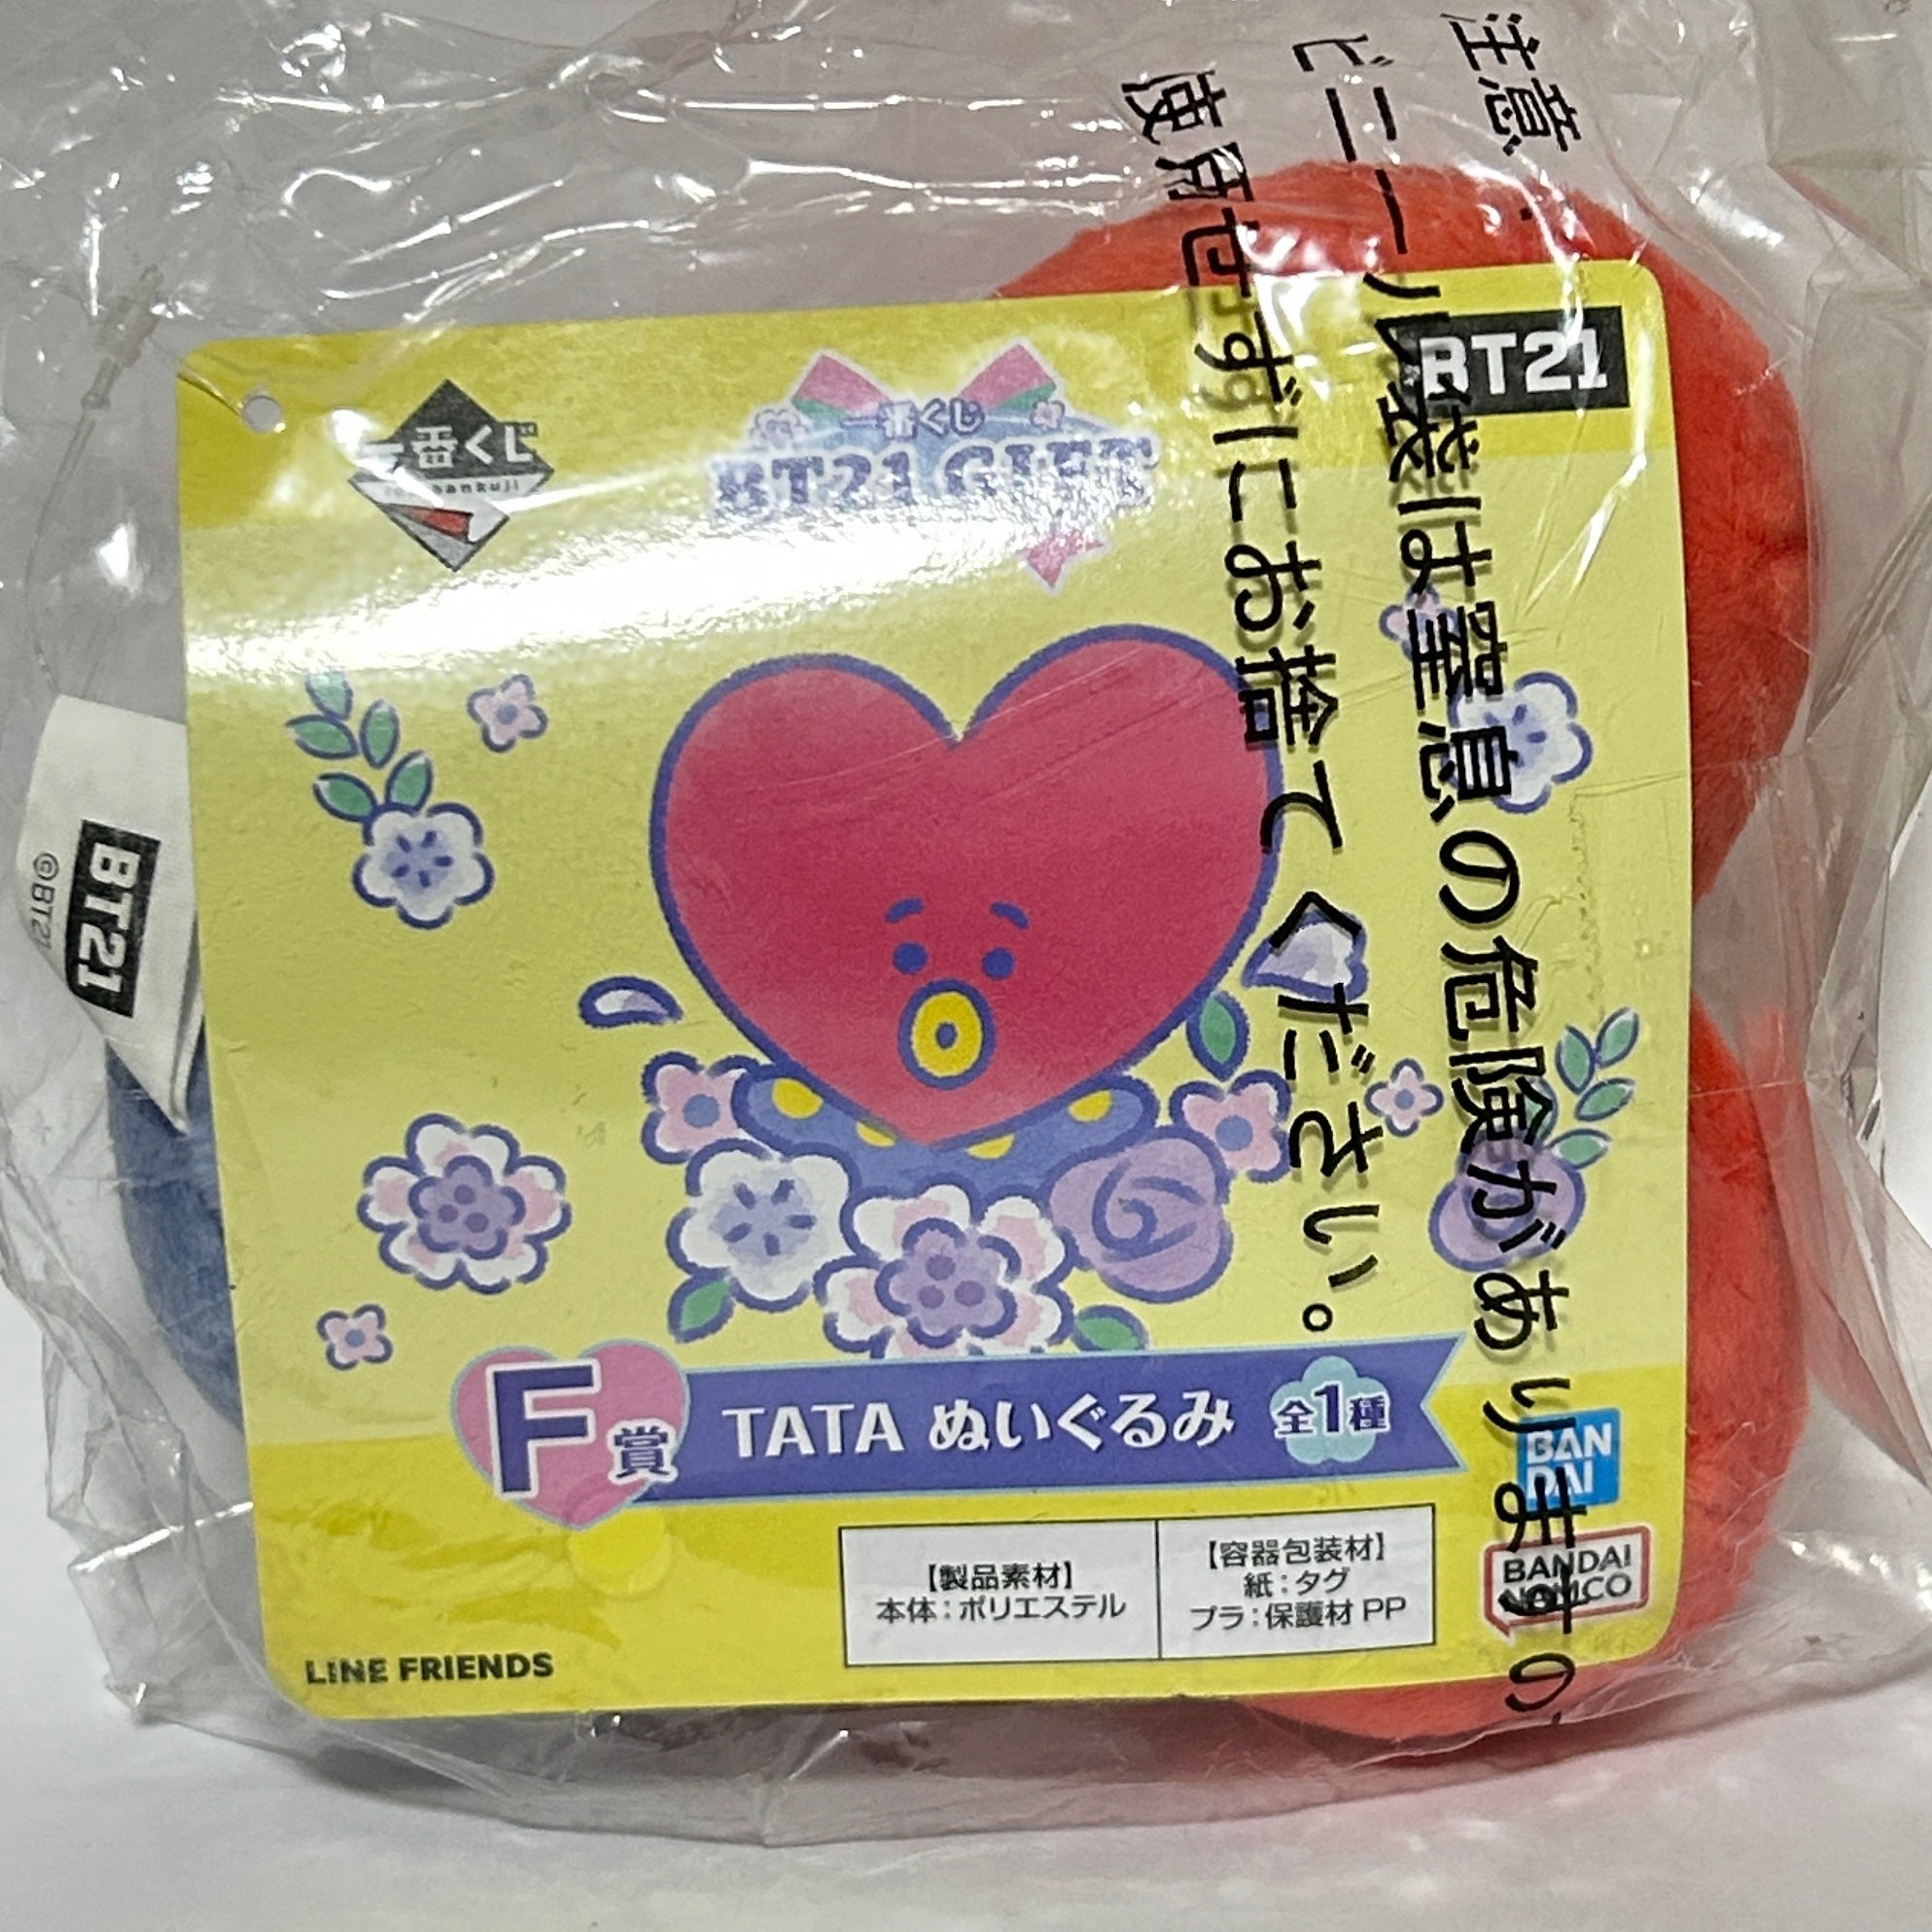 注意:
ビニール袋は窒息の危険がありますので、
使用せずにお捨てください。
BT21
一番くじ
一番くじ
BT21 GIFT
BT21
©BT21
F賞
TATA ぬいぐるみ 全1種
BANDAI
【製品素材】
本体:ポリエステル
【容器包装材】
紙:タグ
プラ:保護材 PP
BANDAI
NAMCO
LINE FRIENDS